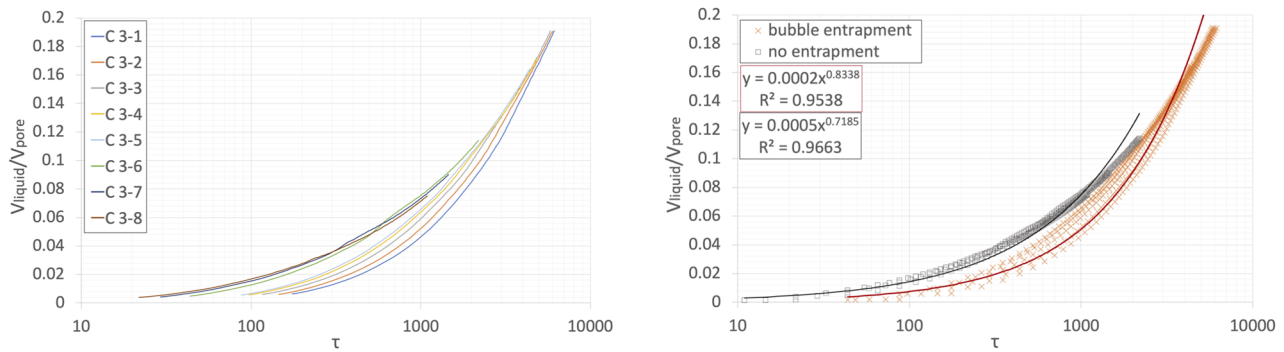 0.2
0.18
0.16
0.14
0.12
0.1
0.08
0.06
0.04
0.02
0
Vliquid/Vpore
C 3-1
C 3-2
C 3-3
C 3-4
C 3-5
C 3-6
C 3-7
C 3-8
10 100 1000 10000
τ
0.2
0.18
0.16
0.14
0.12
0.1
0.08
0.06
0.04
0.02
0
Vliquid/Vpore
bubble entrapment
no entrapment
y = 0.0002x^0.8338
R² = 0.9538
y = 0.0005x^0.7185
R² = 0.9663
10 100 1000 10000
τ